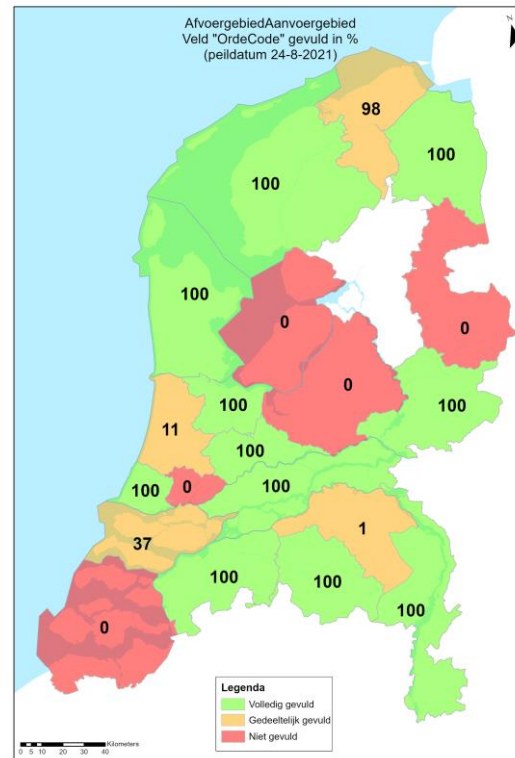 AfvoergebiedAanvoergebied
Veld "OrdeCode" gevuld in %
(peildatum 24-8-2021)
N
98
100
100
100
0
0
0
100
100
11
100
100
0
100
37
1
100
100
100
0
Legenda
Volledig gevuld
Gedeeltelijk gevuld
Niet gevuld
Kilometers
0 5 10 20 30 40